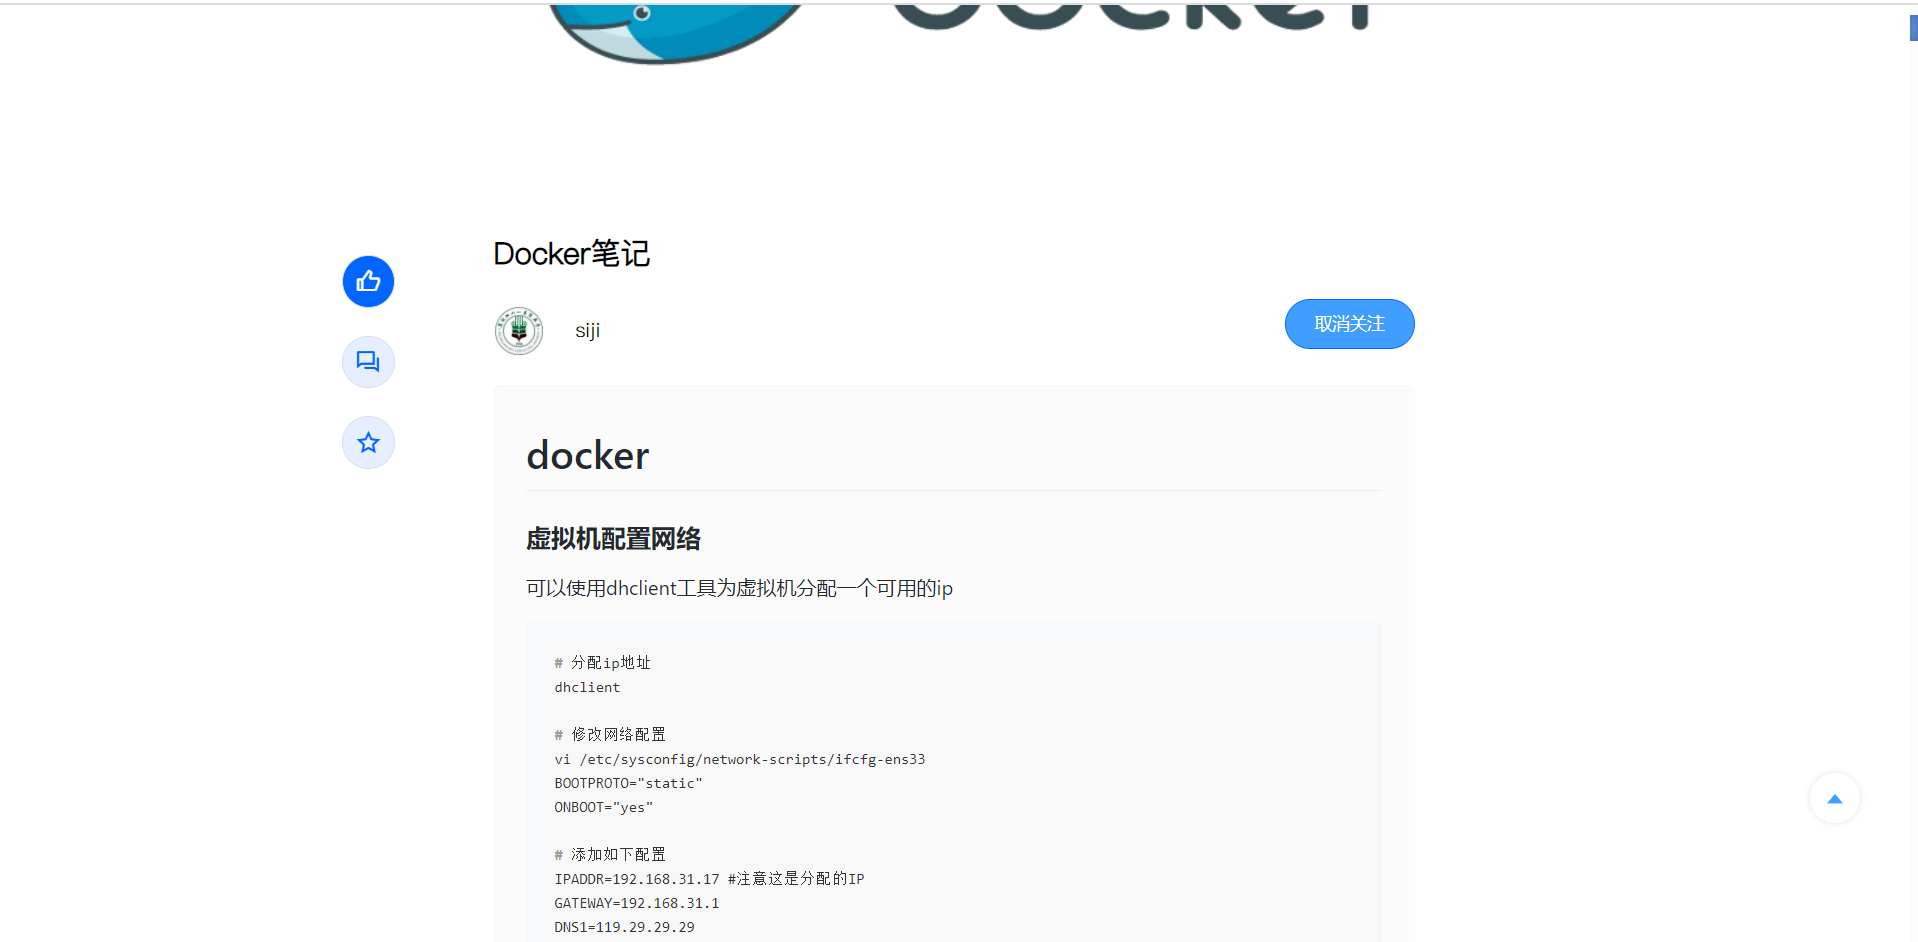 docker
Docker笔记
siji
取消关注
docker
虚拟机配置网络
可以使用dhclient工具为虚拟机分配一个可用的ip
# 分配ip地址
dhclient
# 修改网络配置
vi /etc/sysconfig/network-scripts/ifcfg-ens33
BOOTPROTO="static"
ONBOOT="yes"
# 添加如下配置
IPADDR=192.168.31.17 #注意这是分配的IP
GATEWAY=192.168.31.1
DNS1=119.29.29.29